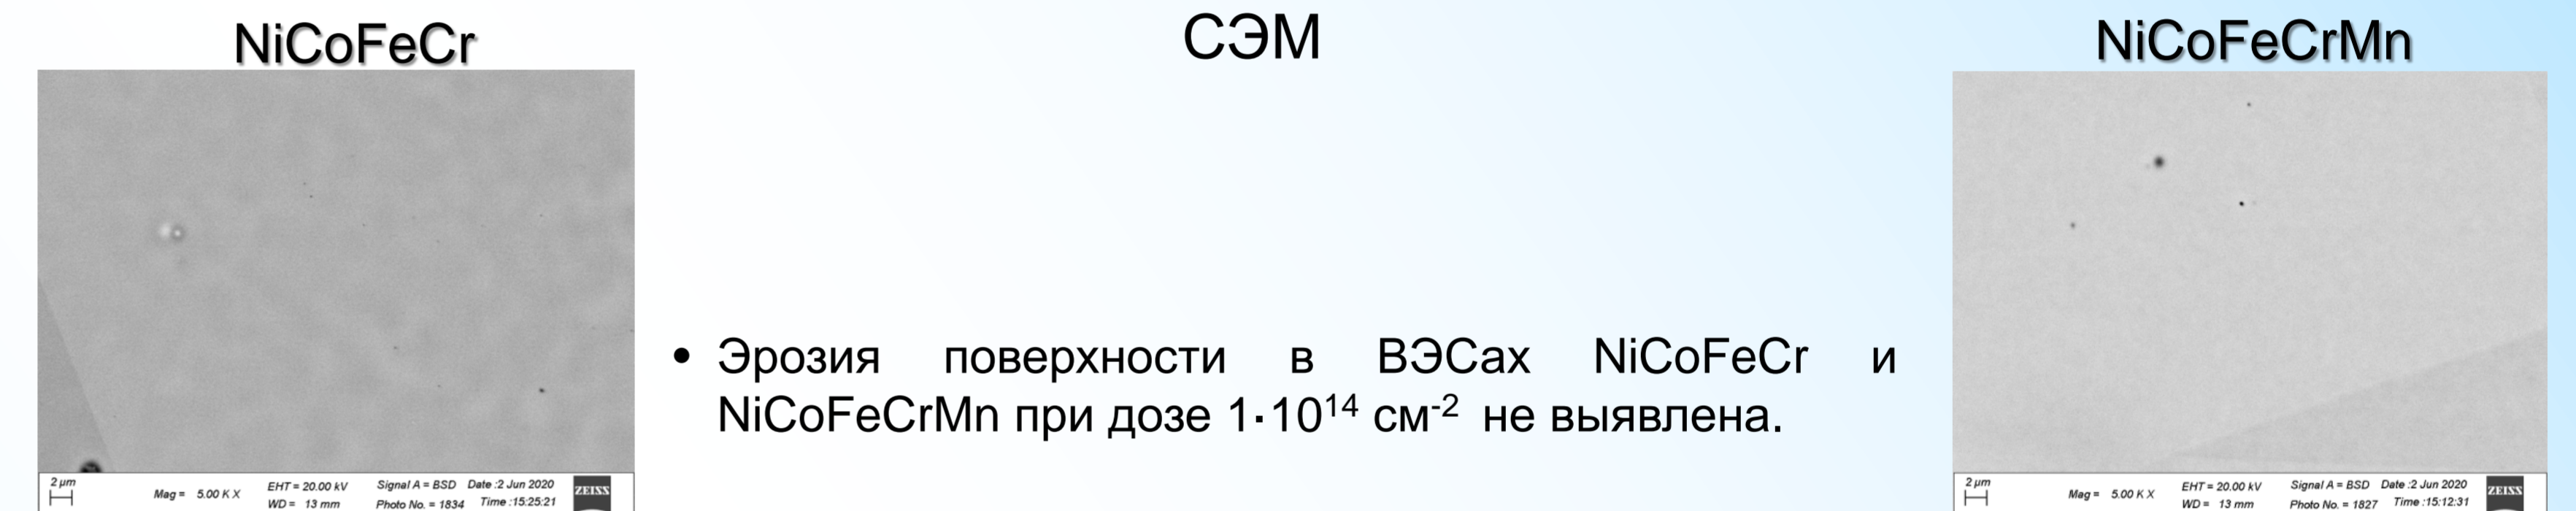 NiCoFeCr
СЭМ
NiCoFeCrMn
• Эрозия поверхности в ВЭСах NiCoFeCr и
NiCoFeCrMn при дозе 1·10¹⁴ см⁻² не выявлена.
2 µm
Mag = 5.00 K X
EHT = 20.00 kV
WD = 13 mm
Signal A = BSD Date :2 Jun 2020
Photo No. = 1834 Time :15:25:21
ZEISS
2 µm
Mag = 5.00 K X
EHT = 20.00 kV
WD = 13 mm
Signal A = BSD Date :2 Jun 2020
Photo No. = 1827 Time :15:12:31
ZEISS